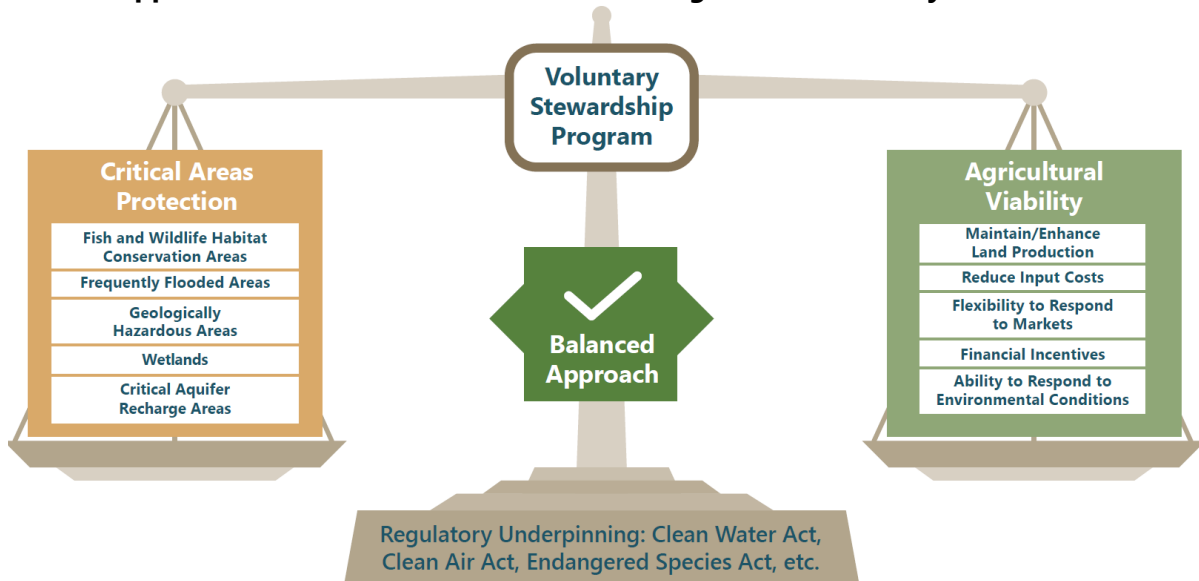 Voluntary
Stewardship
Program
Critical Areas
Protection
Fish and Wildlife Habitat
Conservation Areas
Frequently Flooded Areas
Geologically
Hazardous Areas
Wetlands
Critical Aquifer
Recharge Areas
Balanced
Approach
Agricultural
Viability
Maintain/Enhance
Land Production
Reduce Input Costs
Flexibility to Respond
to Markets
Financial Incentives
Ability to Respond to
Environmental Conditions
Regulatory Underpinning: Clean Water Act,
Clean Air Act, Endangered Species Act, etc.